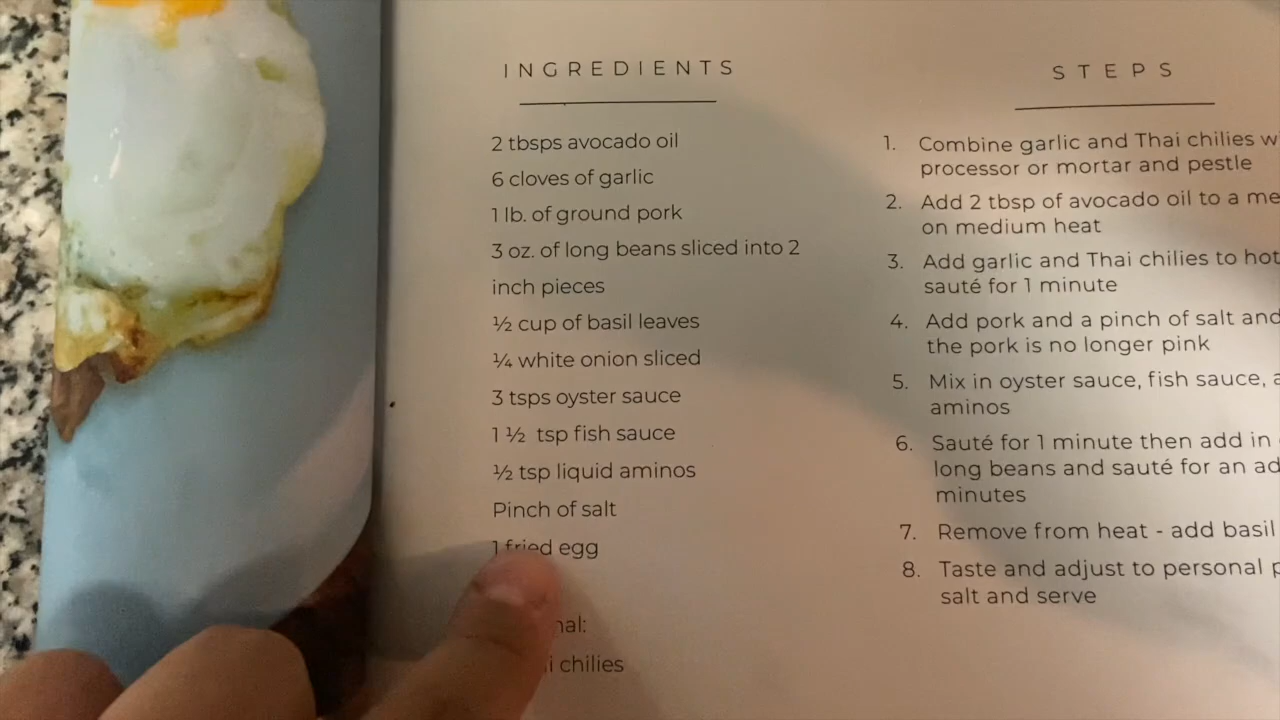 INGREDIENTS
2 tbsps avocado oil
6 cloves of garlic
1 lb. of ground pork
3 oz. of long beans sliced into 2
inch pieces
½ cup of basil leaves
¼ white onion sliced
3 tsps oyster sauce
1 ½ tsp fish sauce
½ tsp liquid aminos
Pinch of salt
1 fried egg
chilies
STEPS
1. Combine garlic and Thai chilies
processor or mortar and pestle
2. Add 2 tbsp of avocado oil to a
on medium heat
3. Add garlic and Thai chilies to hot
sauté for 1 minute
4. Add pork and a pinch of salt and
the pork is no longer pink
5. Mix in oyster sauce, fish sauce,
aminos
6. Sauté for 1 minute then add in
long beans and sauté for an
minutes
7. Remove from heat - add basil
8. Taste and adjust to personal
salt and serve